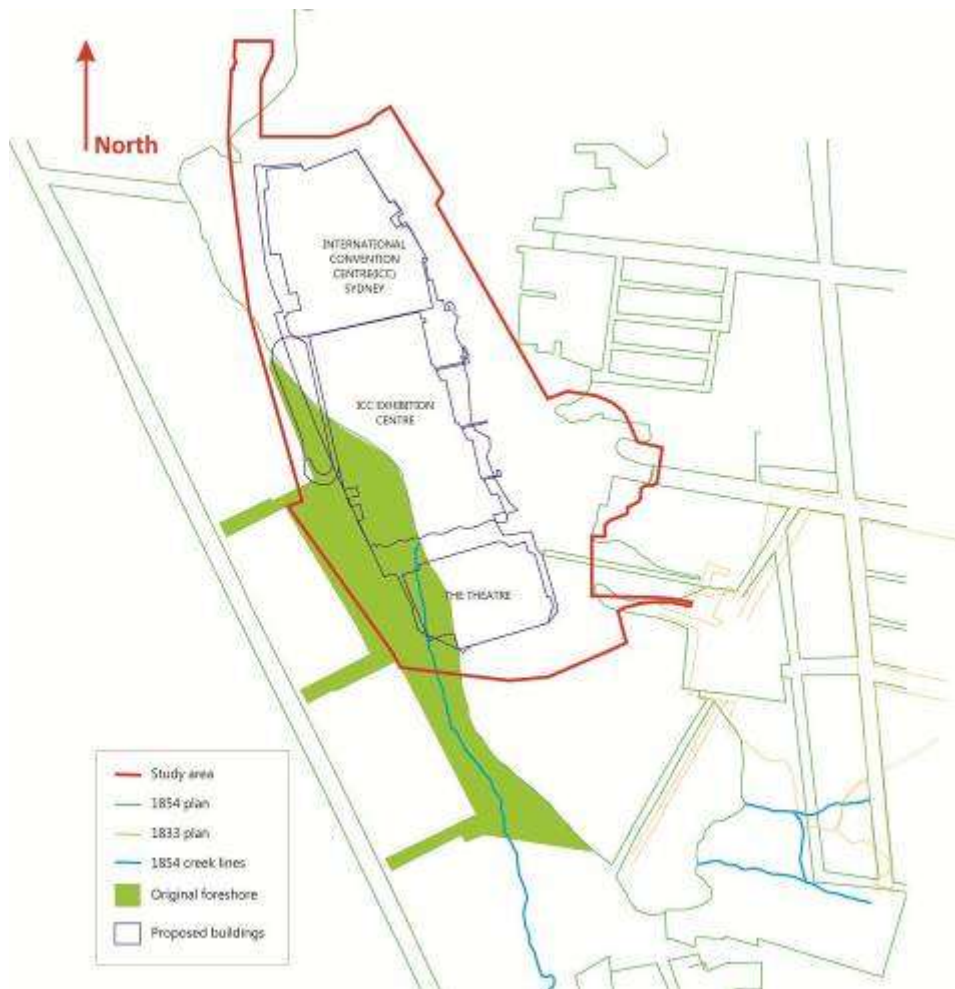 North
INTERNATIONAL
CONVENTION
CENTRE(ICC)
SYDNEY
ICC EXHIBITION
CENTRE
THE THEATRE
Study area
1854 plan
1833 plan
1854 creek lines
Original foreshore
Proposed buildings